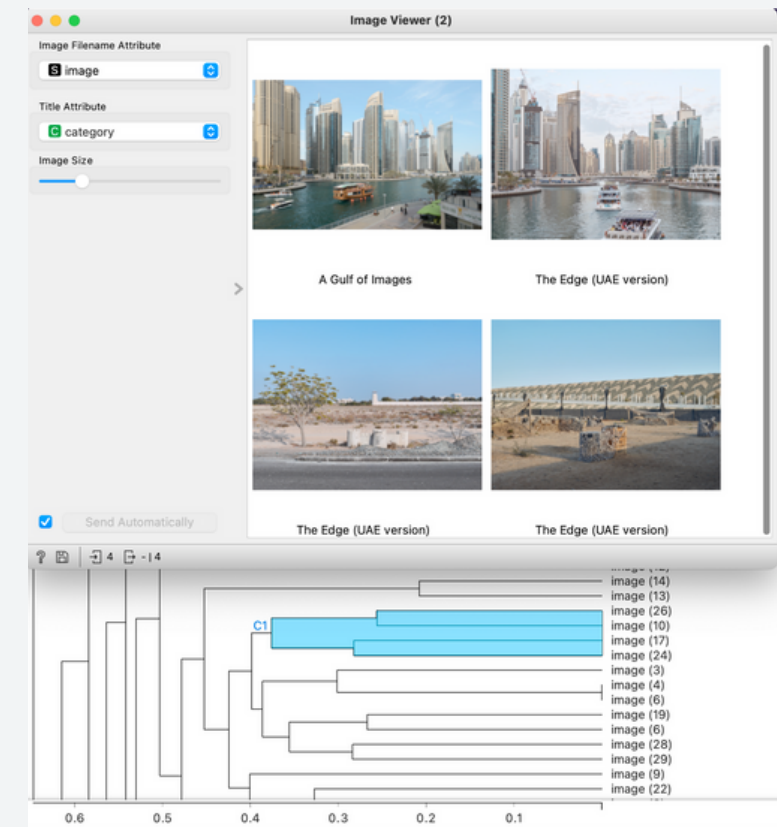 Image Viewer (2)
Image Filename Attribute
S image
Title Attribute
C category
Image Size
A Gulf of Images
The Edge (UAE version)
The Edge (UAE version)
The Edge (UAE version)
Send Automatically
? 4 - | 4
image (14)
image (13)
image (26)
C1
image (10)
image (17)
image (24)
image (3)
image (4)
image (6)
image (19)
image (6)
image (28)
image (29)
image (9)
image (22)
0.6 0.5 0.4 0.3 0.2 0.1